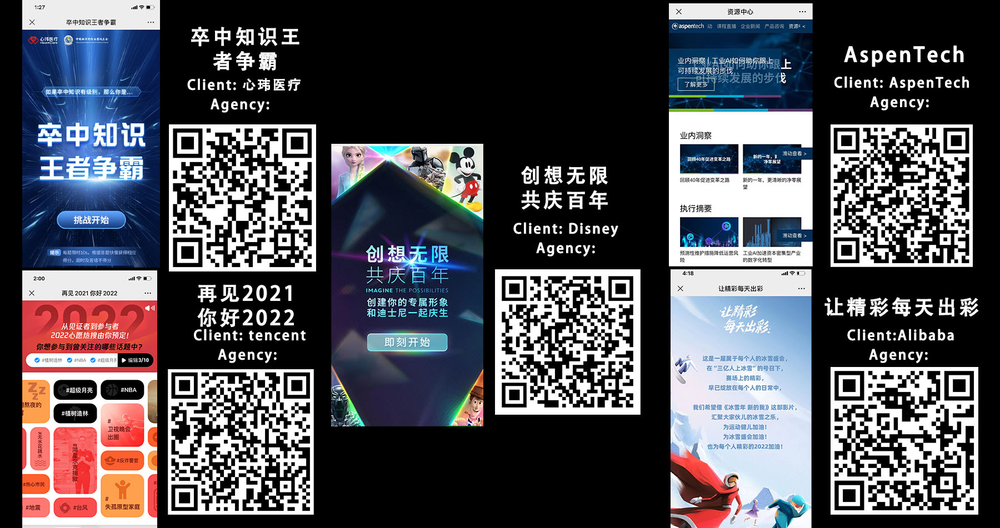 1:27
卒中知识王者争霸
心玮医疗
HeartCare
如果卒中知识有级别，那么你是...
卒中知识
50%
王者争霸
挑战开始
提示 每题限时10s，根据答题快慢获得相应
得分，超时及答错不得分
卒中知识王
者争霸
Client: 心玮医疗
Agency:
2:00
再见 2021 你好 2022
2022
从见证者到参与者
2022心愿热搜由你预定！
你想参与到曾关注的哪些话题中？
#植树造林 #NBA #超级月亮 编辑3/10
#超级月亮 #NBA
熬夜的
#植树造林
#
卫视晚会
出圈
#无水花跳水
#鸿星尔克捐款
#反诈警官
#热心市民
#
失孤原型家庭
#地震 #台风
再见2021
你好2022
Client: tencent
Agency:
创想无限
共庆百年
IMAGINE THE POSSIBILITIES
创建你的专属形象
和迪士尼一起庆生
即刻开始
创想无限
共庆百年
Client: Disney
Agency:
资源中心
aspentech 动 课程直播 企业新闻 产品咨询 资源中 <
业内洞察 | 工业AI如何助你跟上
可持续发展的步伐
了解更多
业内洞察
回顾40年促进变革之路
新的一年，更
净零展望
滑动查看 >
回顾40年促进变革之路
新的一年，更清晰的净零展
望
执行摘要
滑动查看 >
预测性维护措施降低运营风
险
工业AI加速资本密集型产业
的数字化转型
AspenTech
Client: AspenTech
Agency:
4:18
让精彩每天出彩
让精彩
每天出彩
这是一届属于每个人的冰雪盛会，
在“三亿人上冰雪”的号召下，
赛场上的精彩，
早已绽放在每个人的日常中，
我们希望借《冰雪年 新的我》这部影片，
汇聚大家伙儿的冰雪之乐，
为运动健儿加油！
为冰雪盛会加油！
也为每个人精彩的2022加油！
让精彩每天出彩
Client:Alibaba
Agency: